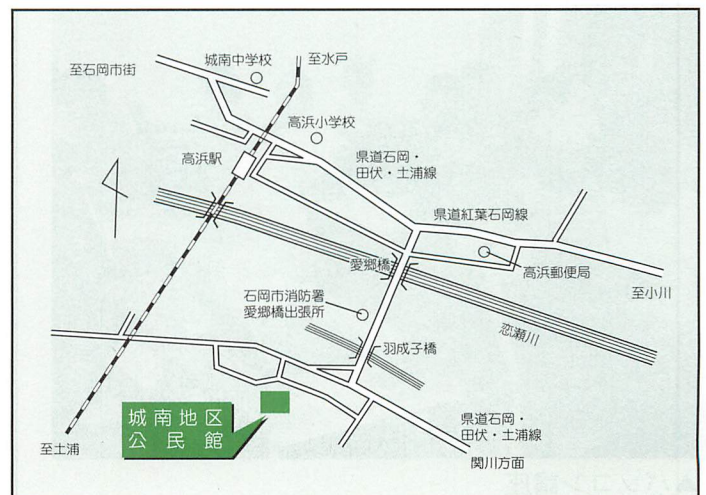 至石岡市街
城南中学校
至水戸
高浜小学校
高浜駅
県道石岡・
田伏・土浦線
県道紅葉石岡線
愛郷橋
高浜郵便局
至小川
石岡市消防署
愛郷橋出張所
恋瀬川
羽成子橋
城南地区
公民館
県道石岡・
田伏・土浦線
至土浦
関川方面